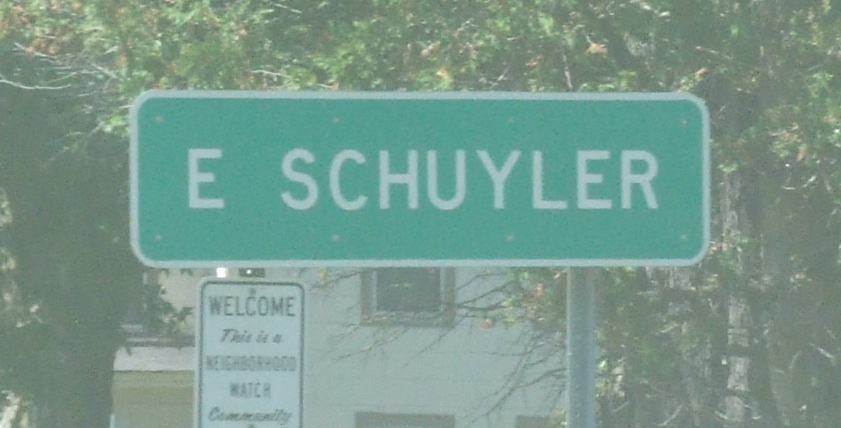 E SCHUYLER
WELCOME
This is a
NEIGHBORHOOD
WATCH
Community